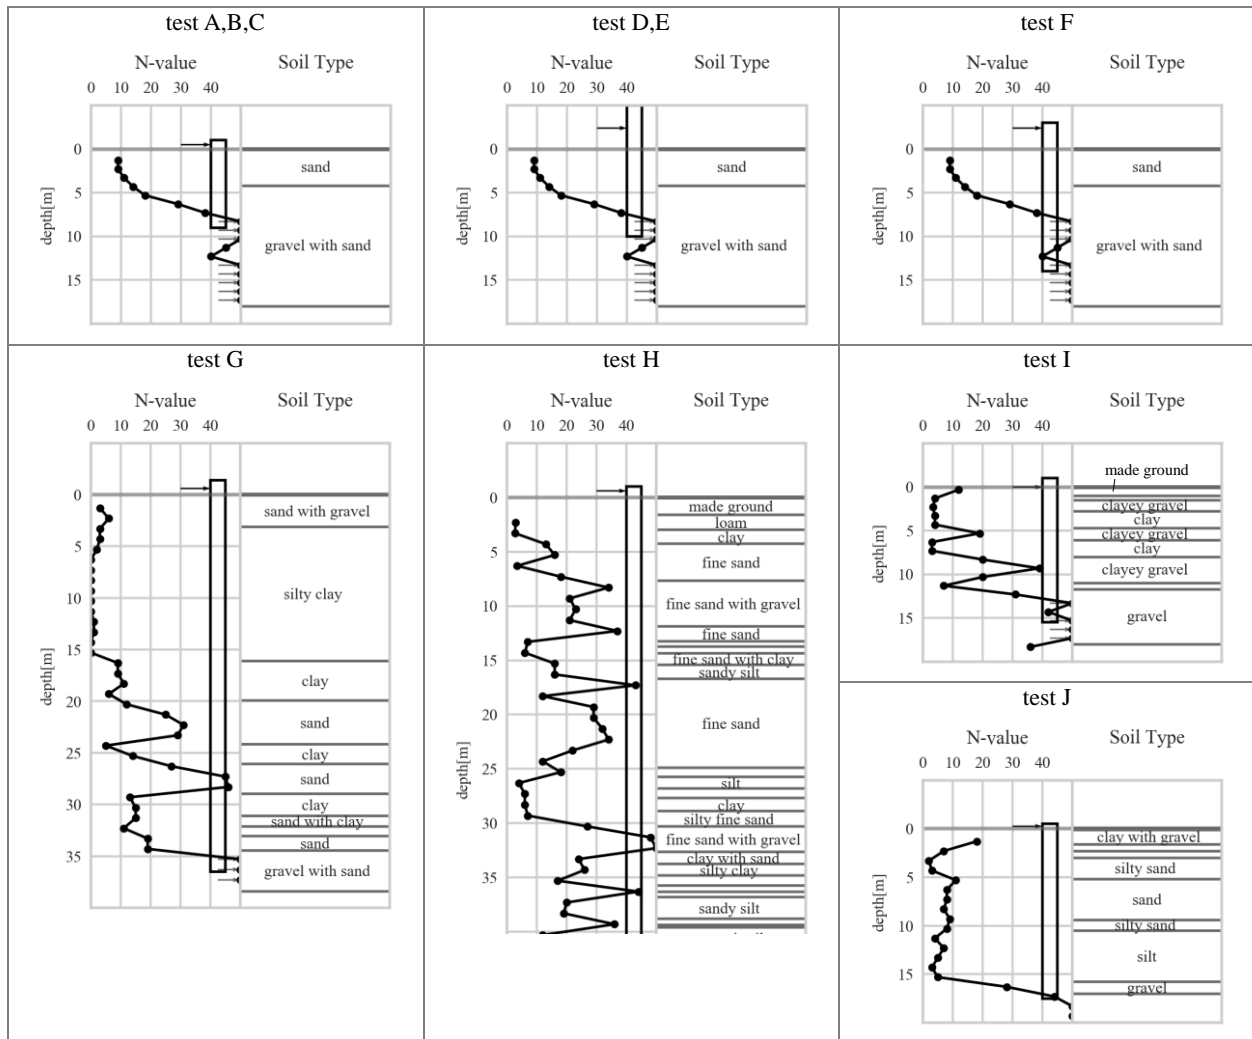 test A,B,C
N-value Soil Type
0 10 20 30 40
0
5
10
15
depth[m]
sand
gravel with sand
test D,E
N-value Soil Type
0 10 20 30 40
0
5
10
15
depth[m]
sand
gravel with sand
test F
N-value Soil Type
0 10 20 30 40
0
5
10
15
depth[m]
sand
gravel with sand
test G
N-value Soil Type
0 10 20 30 40
0
5
10
15
20
25
30
35
depth[m]
sand with gravel
silty clay
clay
sand
clay
sand
clay
sand with clay
sand
gravel with sand
test H
N-value Soil Type
0 10 20 30 40
0
5
10
15
20
25
30
35
depth[m]
made ground
loam
clay
fine sand
fine sand with gravel
fine sand
fine sand with clay
sandy silt
fine sand
silt
clay
silty fine sand
fine sand with gravel
clay with sand
silty clay
sandy silt
test I
N-value Soil Type
0 10 20 30 40
0
5
10
15
depth[m]
made ground
clayey gravel
clay
clayey gravel
clay
clayey gravel
gravel
test J
N-value Soil Type
0 10 20 30 40
0
5
10
15
depth[m]
clay with gravel
silty sand
sand
silty sand
silt
gravel